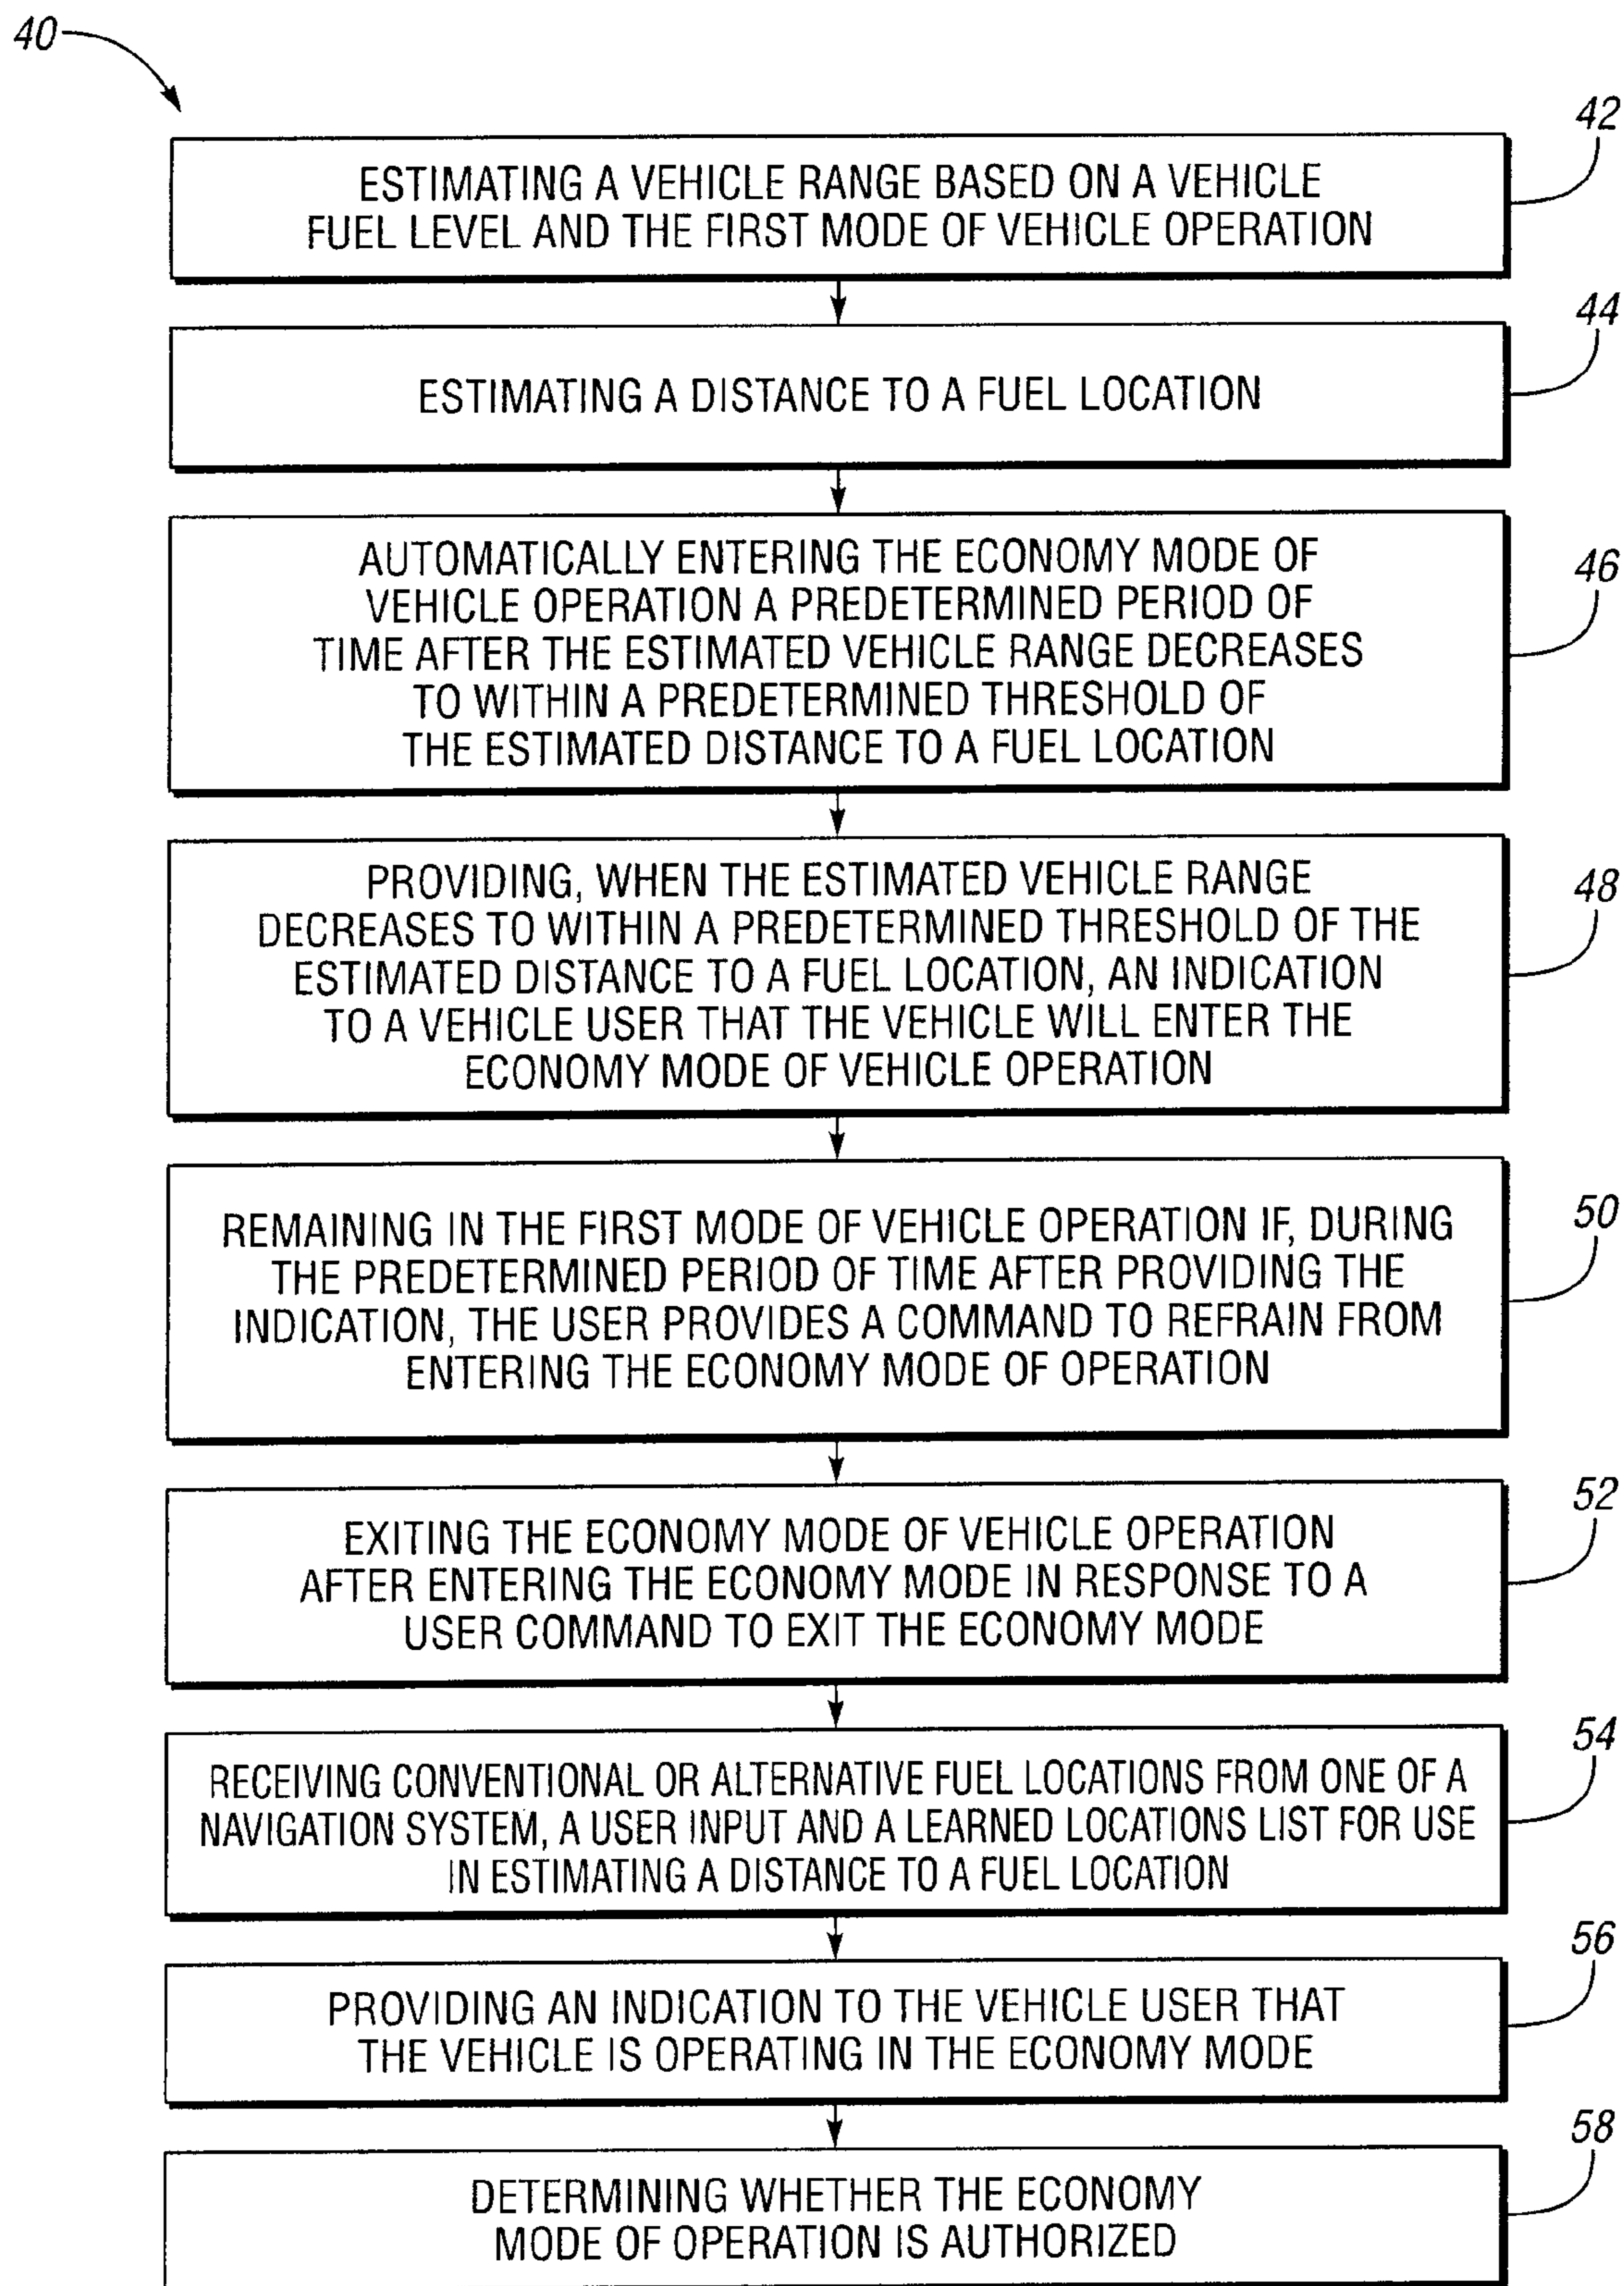 40
42
ESTIMATING A VEHICLE RANGE BASED ON A VEHICLE
FUEL LEVEL AND THE FIRST MODE OF VEHICLE OPERATION
44
ESTIMATING A DISTANCE TO A FUEL LOCATION
46
AUTOMATICALLY ENTERING THE ECONOMY MODE OF
VEHICLE OPERATION A PREDETERMINED PERIOD OF
TIME AFTER THE ESTIMATED VEHICLE RANGE DECREASES
TO WITHIN A PREDETERMINED THRESHOLD OF
THE ESTIMATED DISTANCE TO A FUEL LOCATION
48
PROVIDING, WHEN THE ESTIMATED VEHICLE RANGE
DECREASES TO WITHIN A PREDETERMINED THRESHOLD OF THE
ESTIMATED DISTANCE TO A FUEL LOCATION, AN INDICATION
TO A VEHICLE USER THAT THE VEHICLE WILL ENTER THE
ECONOMY MODE OF VEHICLE OPERATION
50
REMAINING IN THE FIRST MODE OF VEHICLE OPERATION IF, DURING
THE PREDETERMINED PERIOD OF TIME AFTER PROVIDING THE
INDICATION, THE USER PROVIDES A COMMAND TO REFRAIN FROM
ENTERING THE ECONOMY MODE OF OPERATION
52
EXITING THE ECONOMY MODE OF VEHICLE OPERATION
AFTER ENTERING THE ECONOMY MODE IN RESPONSE TO A
USER COMMAND TO EXIT THE ECONOMY MODE
54
RECEIVING CONVENTIONAL OR ALTERNATIVE FUEL LOCATIONS FROM ONE OF A
NAVIGATION SYSTEM, A USER INPUT AND A LEARNED LOCATIONS LIST FOR USE
IN ESTIMATING A DISTANCE TO A FUEL LOCATION
56
PROVIDING AN INDICATION TO THE VEHICLE USER THAT
THE VEHICLE IS OPERATING IN THE ECONOMY MODE
58
DETERMINING WHETHER THE ECONOMY
MODE OF OPERATION IS AUTHORIZED